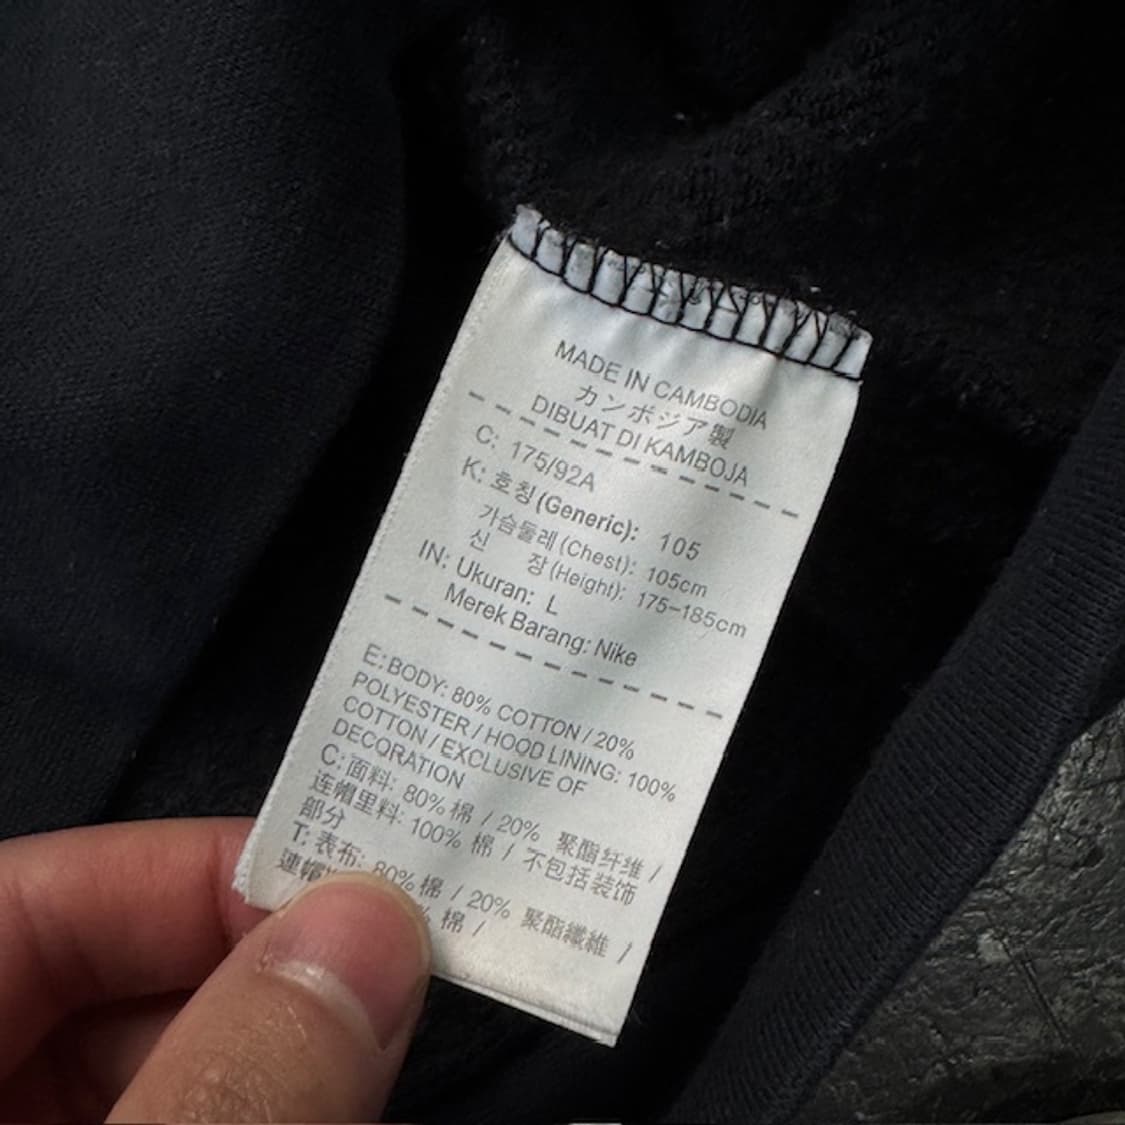 MADE IN CAMBODIA
カンボジア製
DIBUAT DI KAMBOJA
C: 175/92A
K: 호칭(Generic): 105
가슴둘레(Chest): 105cm
신 장(Height): 175-185cm
IN: Ukuran: L
Merek Barang: Nike
E: BODY: 80% COTTON / 20%
POLYESTER / HOOD LINING: 100%
COTTON / EXCLUSIVE OF
DECORATION
C: 面料: 80% 棉 / 20% 聚酯纤维 /
连帽里料: 100% 棉 / 不包括装饰
部分
T: 表布: 80% 棉 / 20% 聚酯纖維 /
連帽 % 棉 /